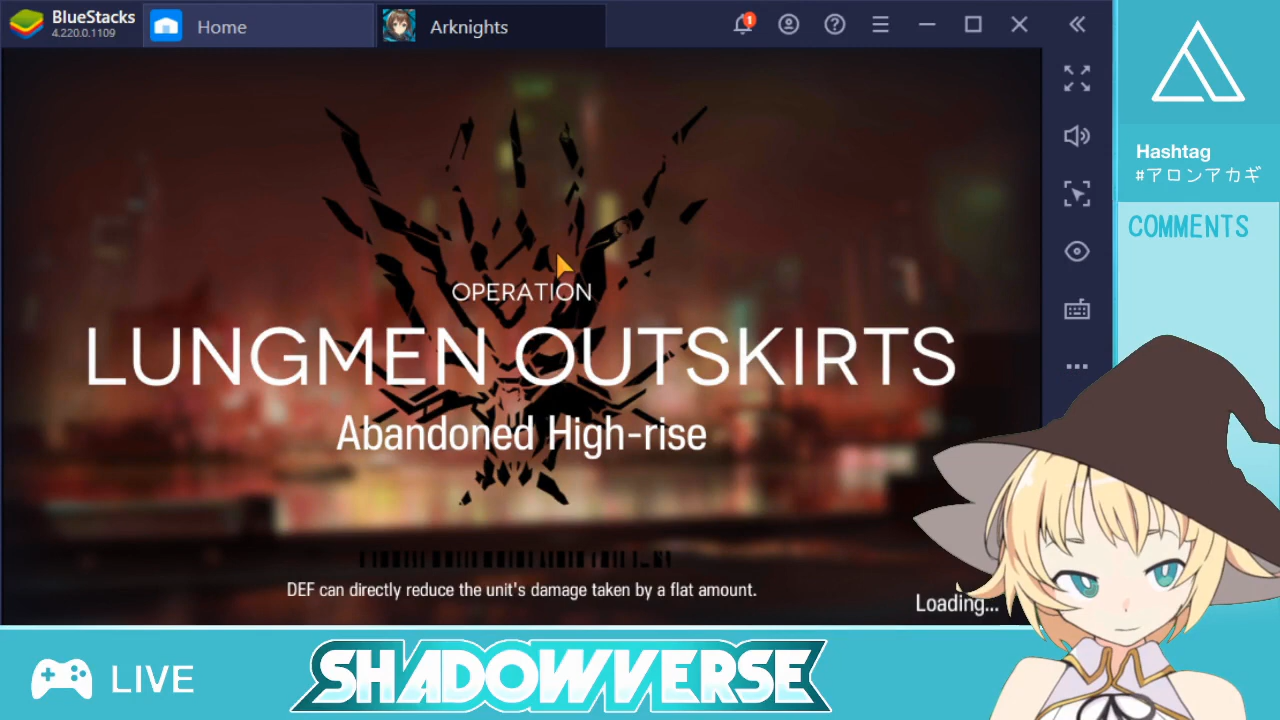 BlueStacks
4.220.0.1109
Home
Arknights
1
Hashtag
#アロンアカギ
COMMENTS
OPERATION
LUNGMEN OUTSKIRTS
Abandoned High-rise
DEF can directly reduce the unit's damage taken by a flat amount.
Loading...
LIVE
SHADOWVERSE